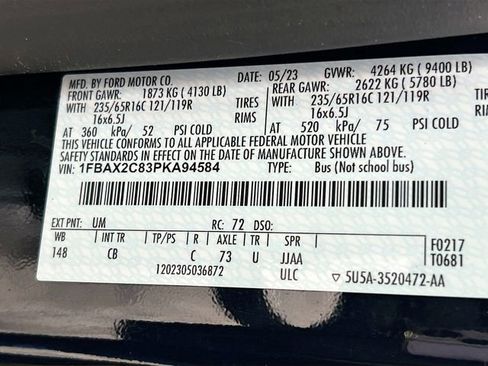 MFD. BY FORD MOTOR CO. DATE: 05/23 GVWR: 4264 KG (9400 LB)
FRONT GAWR: 1873 KG (4130 LB) REAR GAWR: 2622 KG (5780 LB)
WITH 235/65R16C 121/119R TIRES WITH 235/65R16C 121/119R TIRES
16x6.5J RIMS 16x6.5J RIMS
AT 360 kPa/ 52 PSI COLD AT 520 kPa/ 75 PSI COLD
THIS VEHICLE CONFORMS TO ALL APPLICABLE FEDERAL MOTOR VEHICLE
SAFETY STANDARDS IN EFFECT ON THE DATE OF MANUFACTURE SHOWN ABOVE.
VIN: 1FBAX2C83PKA94584 TYPE: Bus (Not school bus)
EXT PNT: UM RC: 72 DSO:
WB INT TR TP/PS R AXLE TR SPR F0217
148 CB C 73 U JJAA T0681
1202305036872 ULC 5U5A-3520472-AA